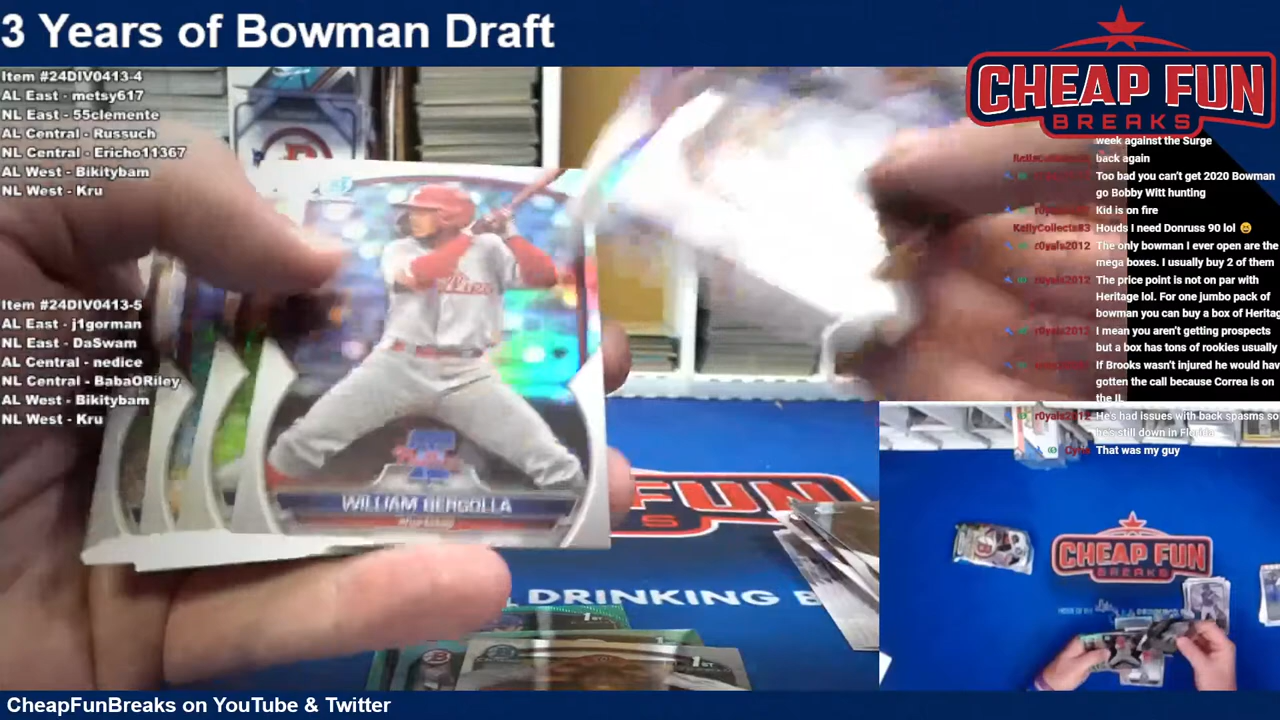 3 Years of Bowman Draft
CHEAP FUN
BREAKS
Item #24DIV0413-4
AL East - metsy617
NL East - 55clemente
AL Central - Russuch
NL Central - Ericho11367
AL West - Bikitybam
NL West - Kru
Item #24DIV0413-5
AL East - j1gorman
NL East - DaSwam
AL Central - nedice
NL Central - BabaORiley
AL West - Bikitybam
NL West - Kru
week against the Surge
back again
Too bad you can't get 2020 Bowman
go Bobby Witt hunting
Kid is on fire
KellyCollects#3 Houds I need Donruss 90 lol
r0yals2012 The only bowman I ever open are the
mega boxes. I usually buy 2 of them
r0yals2012 The price point is not on par with
Heritage lol. For one jumbo pack of
bowman you can buy a box of Heritag
r0yals2012 I mean you aren't getting prospects
but a box has tons of rookies usually
If Brooks wasn't injured he would hav
gotten the call because Correa is on
the IL
r0yals2012 He's had issues with back spasms so
he's still down in Florida
That was my guy
WILLIAM BERGOLLA
FUN
DRINKING B
1ST
1ST
CHEAP FUN
BREAKS
CheapFunBreaks on YouTube & Twitter